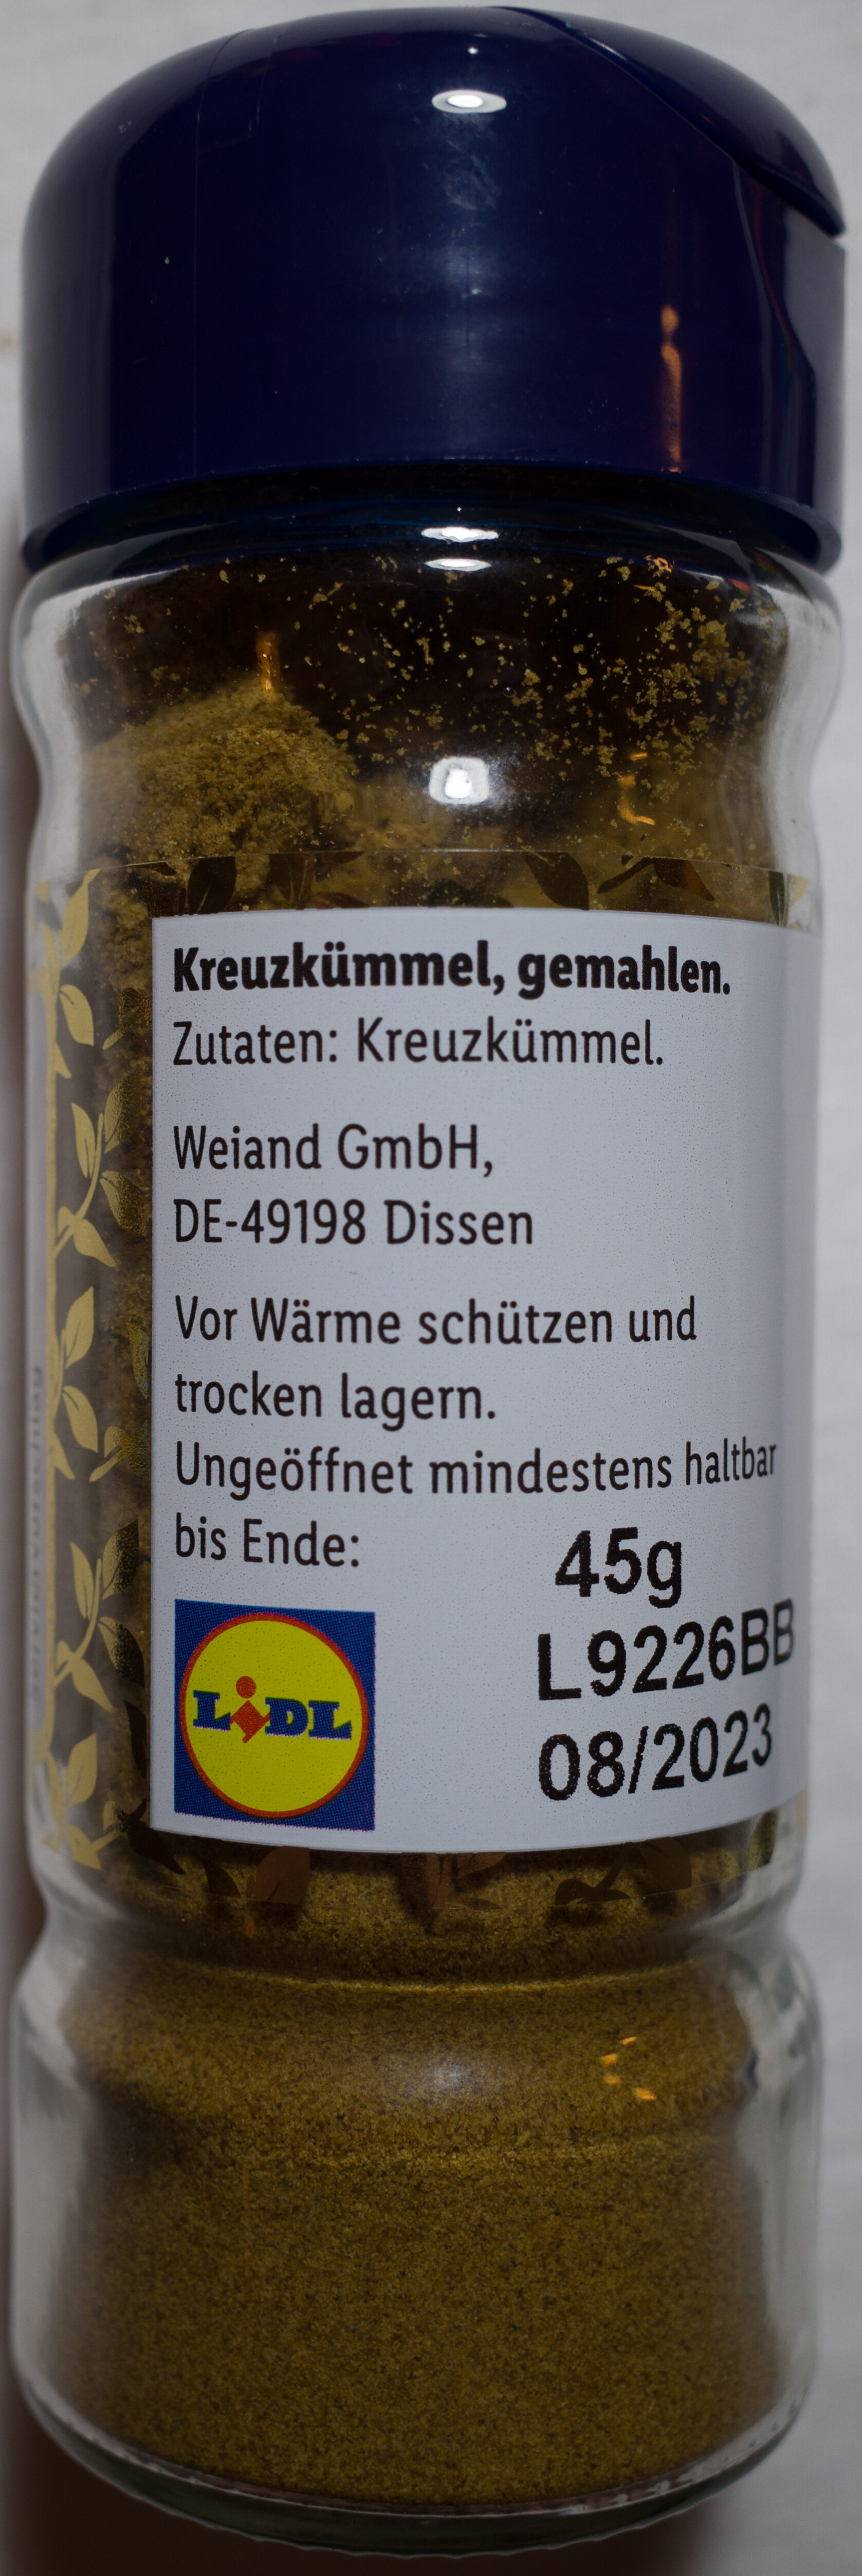 Kreuzkümmel, gemahlen.
Zutaten: Kreuzkümmel.
Weiand GmbH,
DE-49198 Dissen
Vor Wärme schützen und
trocken lagern.
Ungeöffnet mindestens haltbar
bis Ende:
45g
L9226BB
08/2023
LIDL